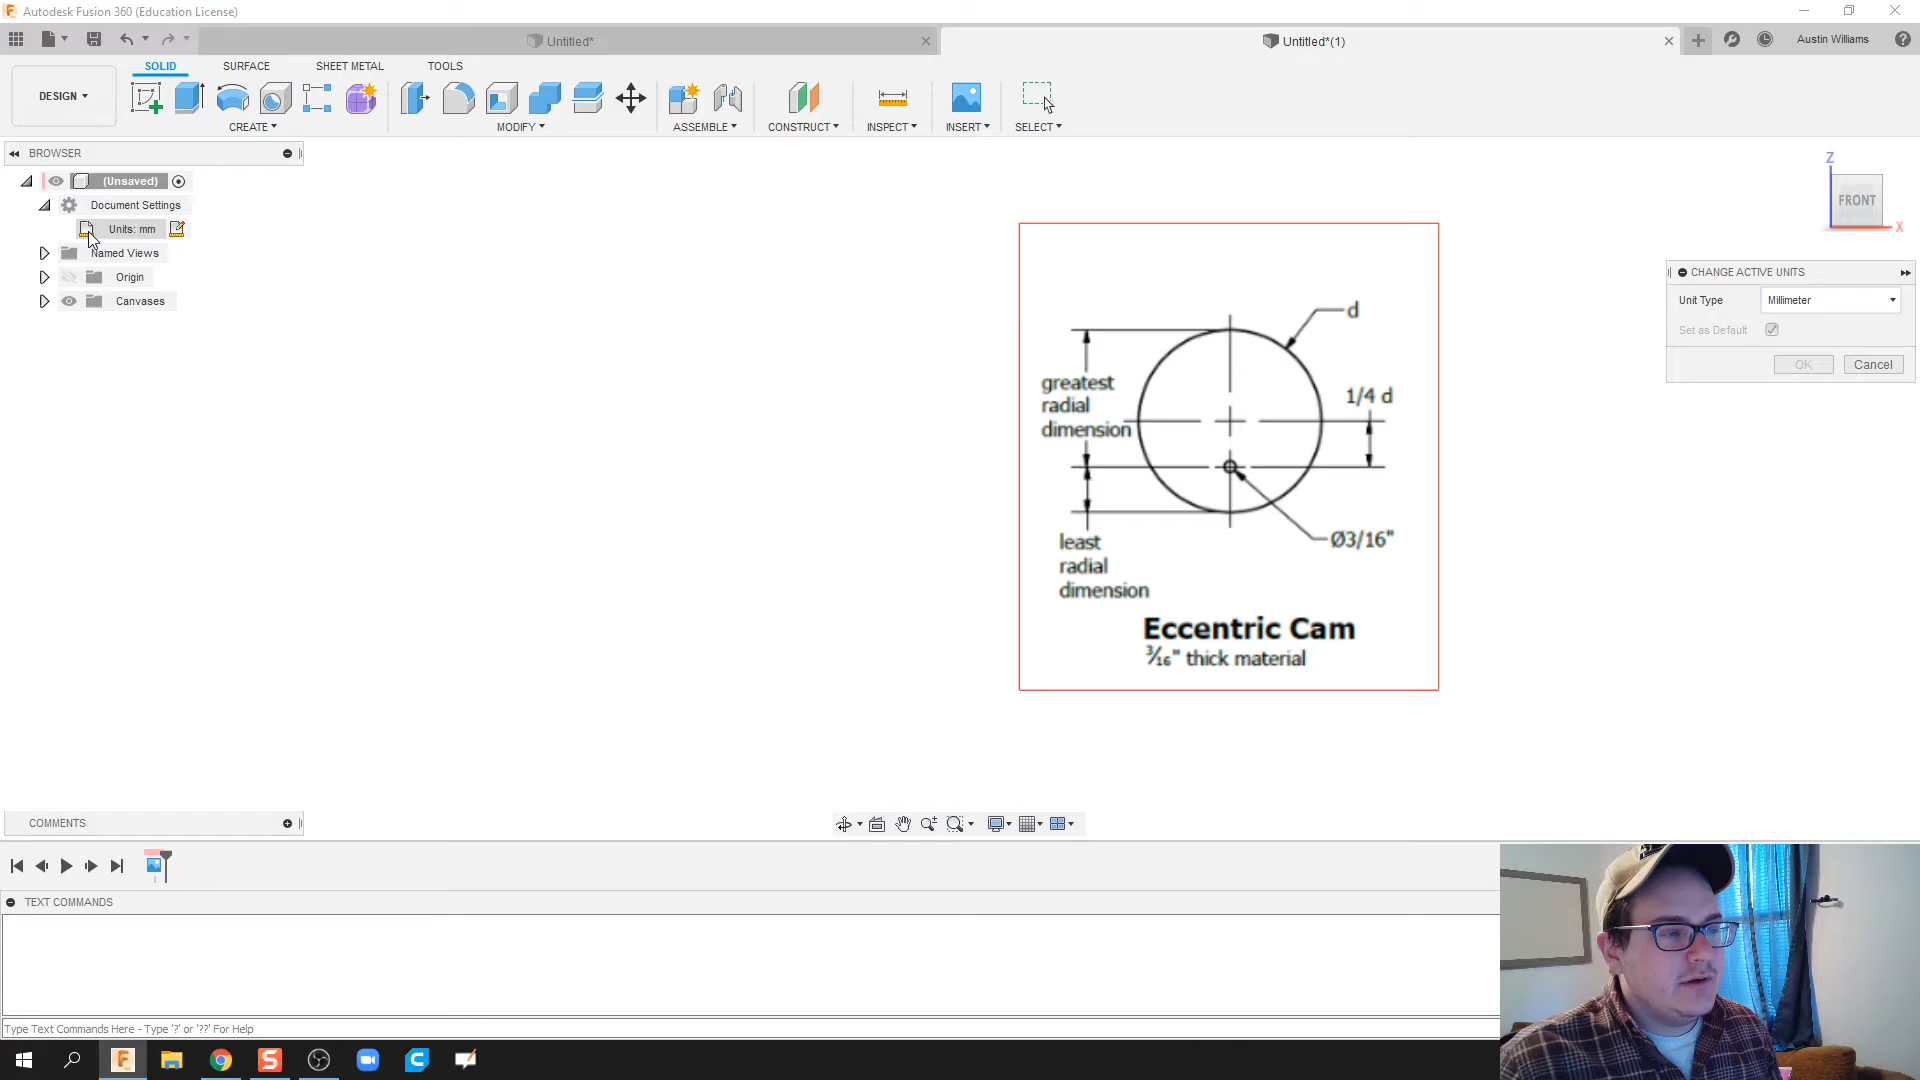 Autodesk Fusion 360 (Education License)
Untitled*
Untitled*(1)
Austin Williams
SOLID
SURFACE
SHEET METAL
TOOLS
DESIGN
CREATE
MODIFY
ASSEMBLE
CONSTRUCT
INSPECT
INSERT
SELECT
BROWSER
(Unsaved)
Document Settings
Units: mm
Named Views
Origin
Canvases
Z
FRONT
X
CHANGE ACTIVE UNITS
Unit Type
Millimeter
Set as Default
OK
Cancel
d
greatest
radial
dimension
1/4 d
Ø3/16"
least
radial
dimension
Eccentric Cam
3/16" thick material
COMMENTS
TEXT COMMANDS
Type Text Commands Here - Type '?' or '??' For Help